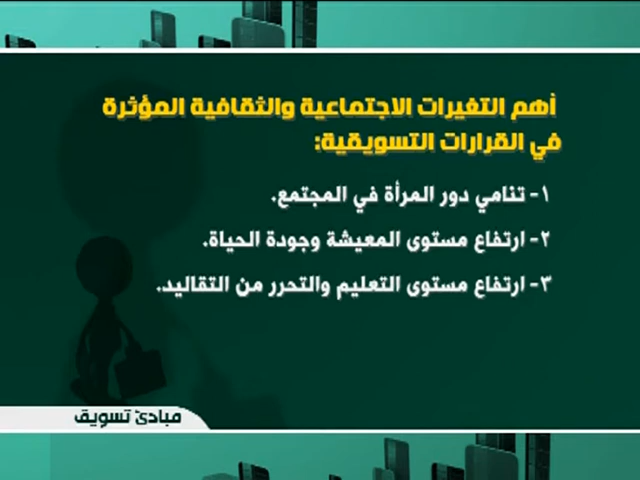 أهم التغيرات الاجتماعية والثقافية المؤثرة
في القرارات التسويقية:
١- تنامي دور المرأة في المجتمع.
٢- ارتفاع مستوى المعيشة وجودة الحياة.
٣- ارتفاع مستوى التعليم والتحرر من التقاليد.
مبادئ تسويق